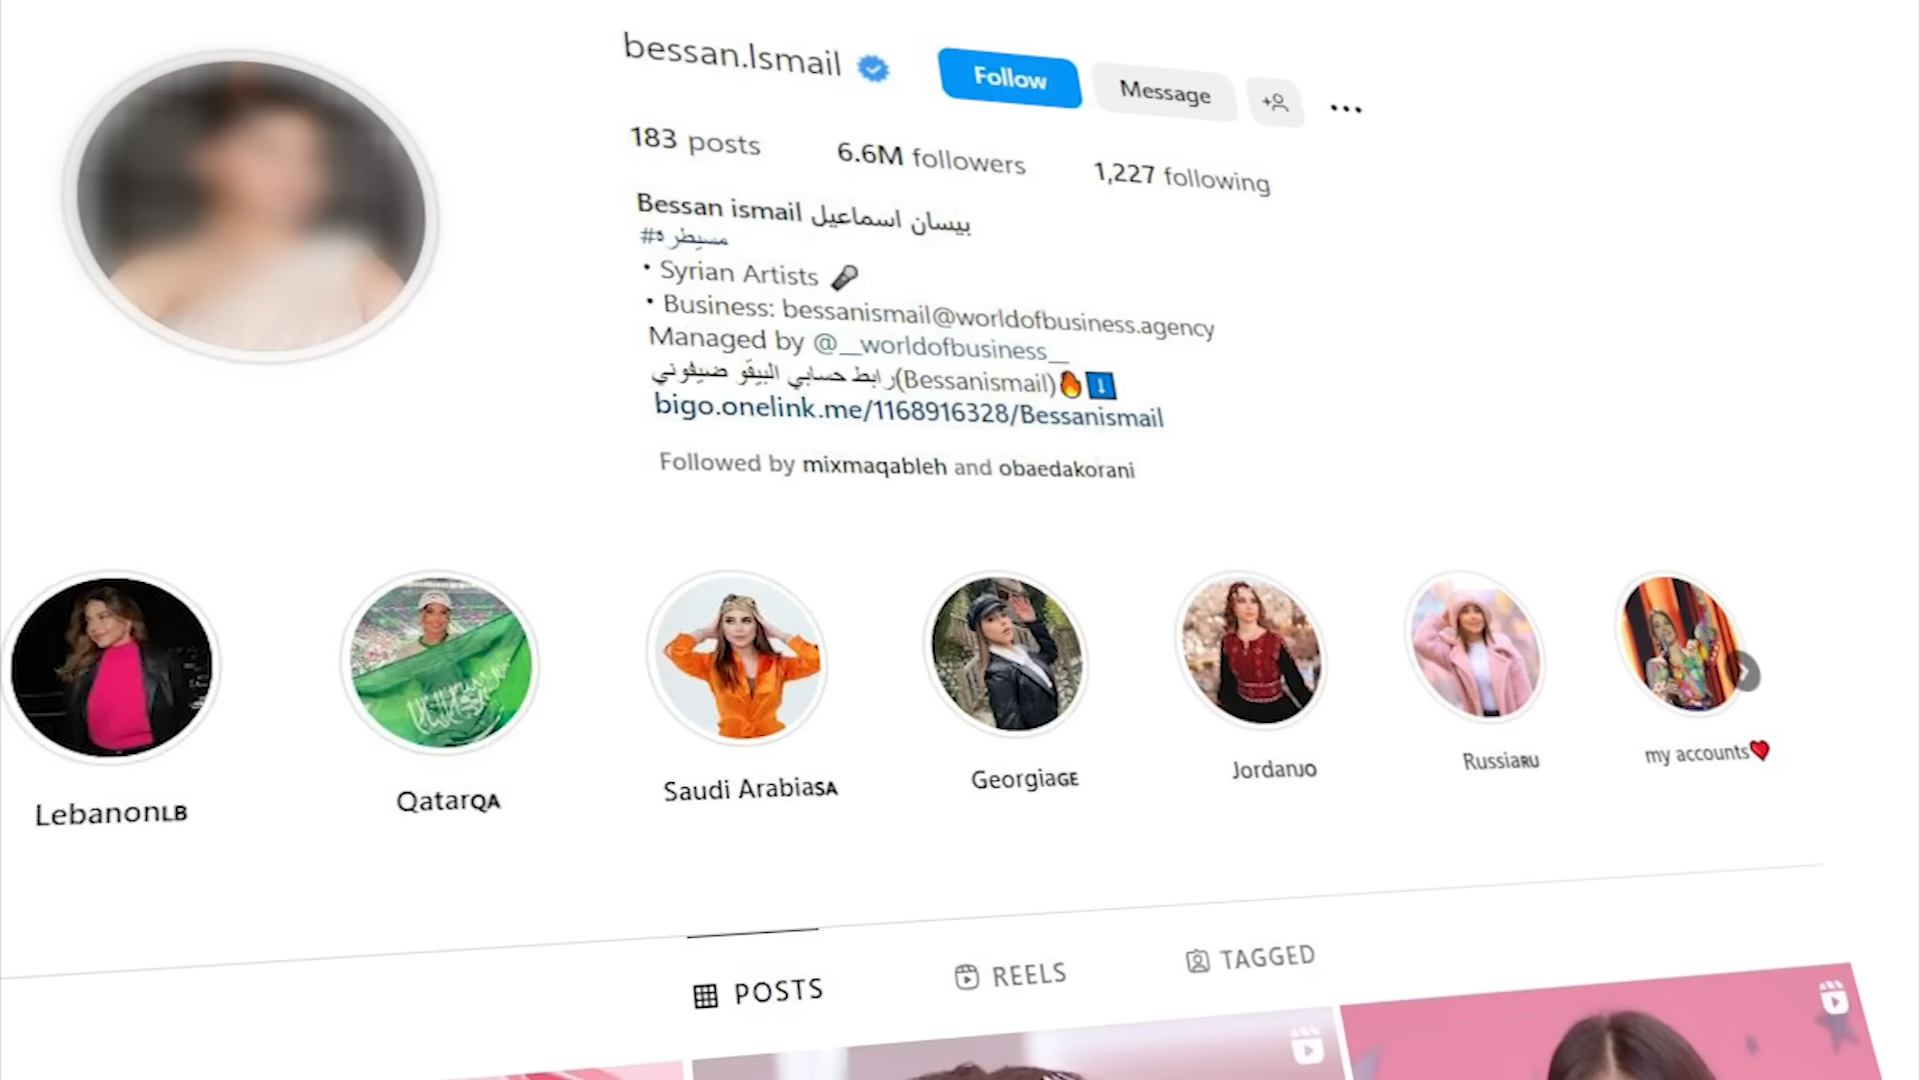 bessan.Ismail
Follow
Message
183 posts
6.6M followers
1,227 following
Bessan ismail بيسان اسماعيل
#مسيطره
• Syrian Artists
• Business: bessanismail@worldofbusiness.agency
Managed by @__worldofbusiness__
رابط حسابي البيقو ضيفوني(Bessanismail)
bigo.onelink.me/1168916328/Bessanismail
Followed by mixmaqableh and obaedakorani
LebanonLB
QatarQA
Saudi ArabiaSA
GeorgiaGE
JordanJO
RussiaRU
my accounts
POSTS
REELS
TAGGED